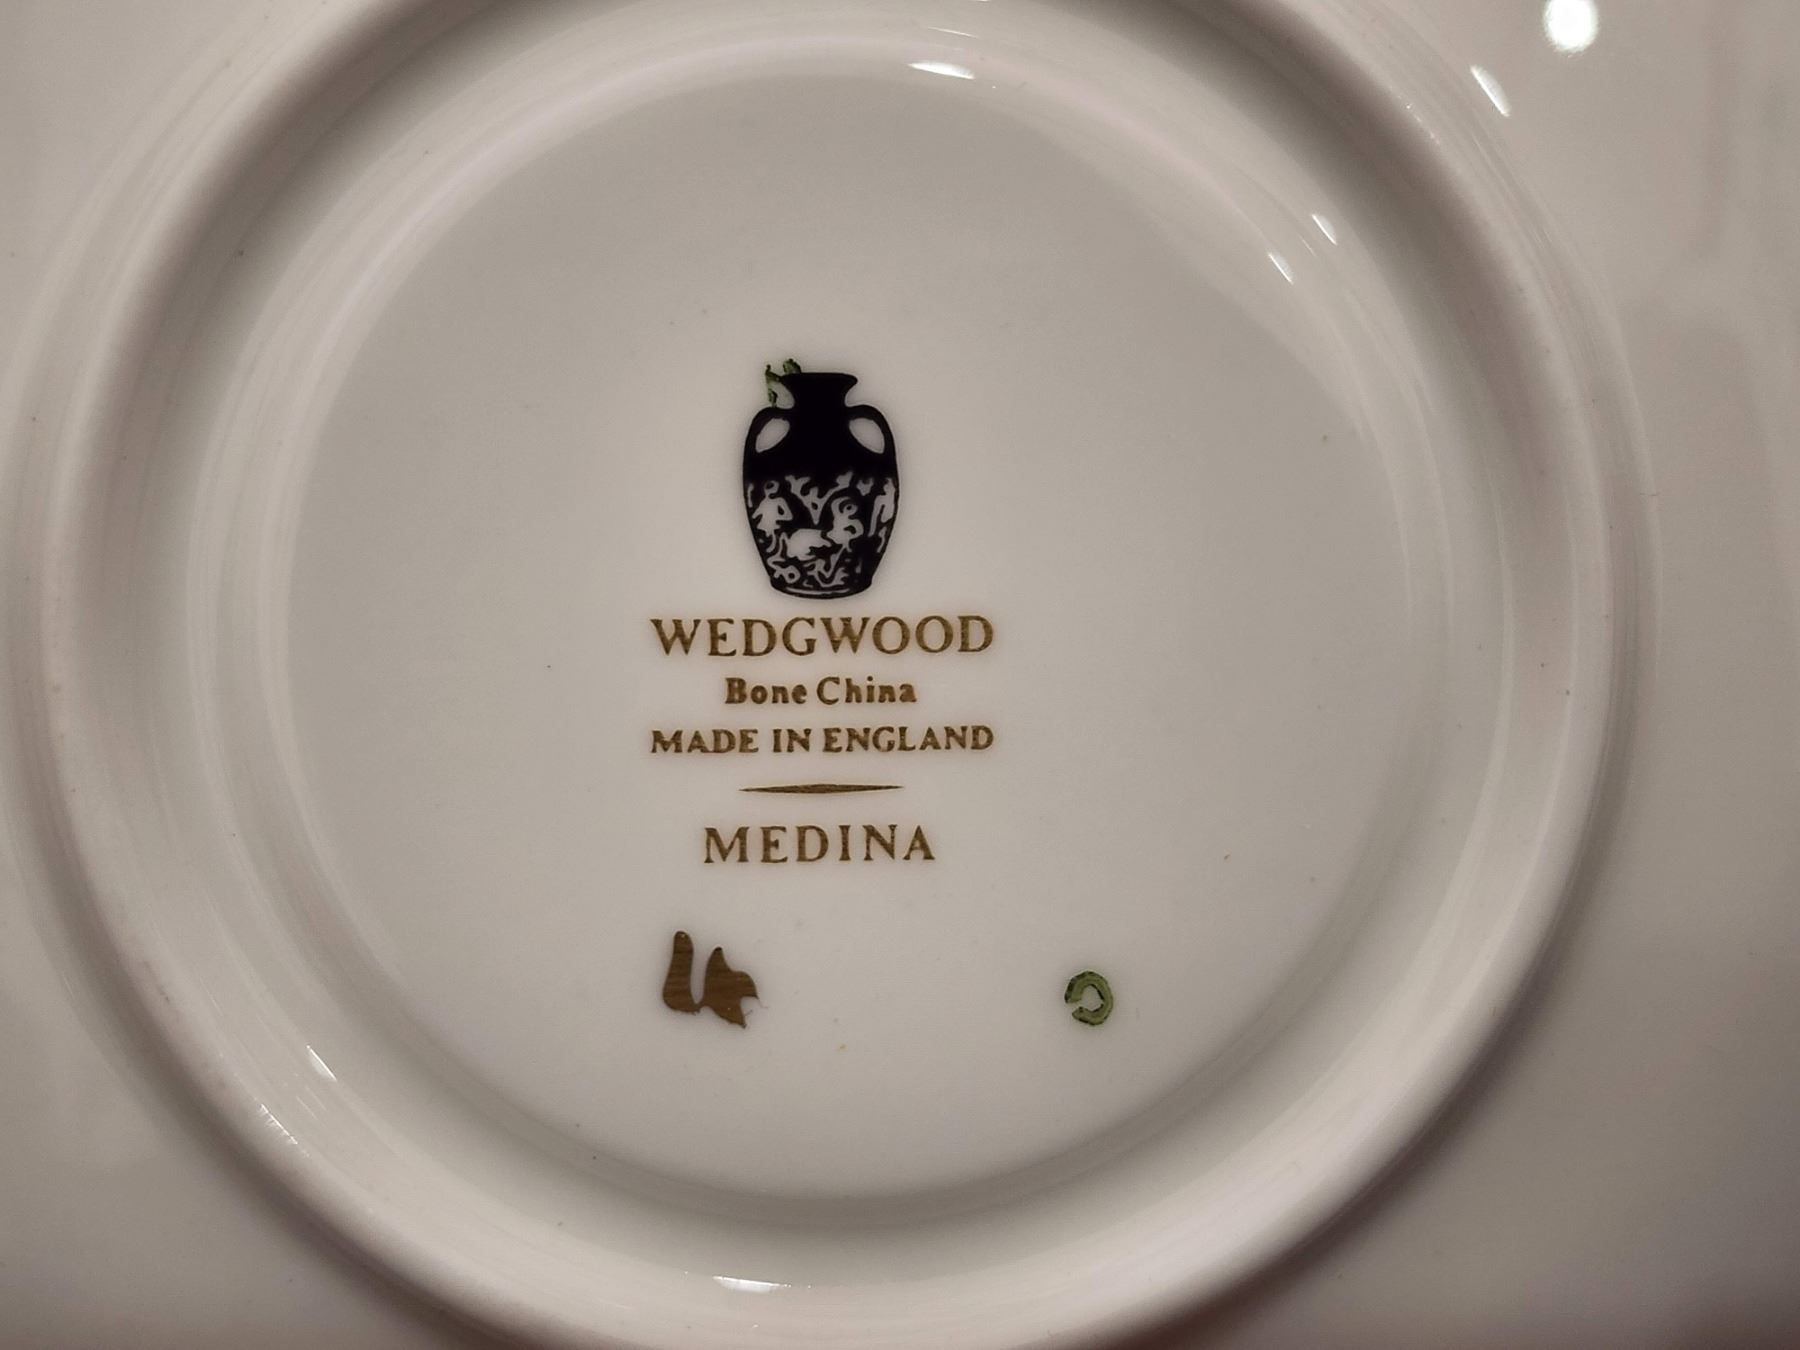 WEDGWOOD
Bone China
MADE IN ENGLAND
MEDINA